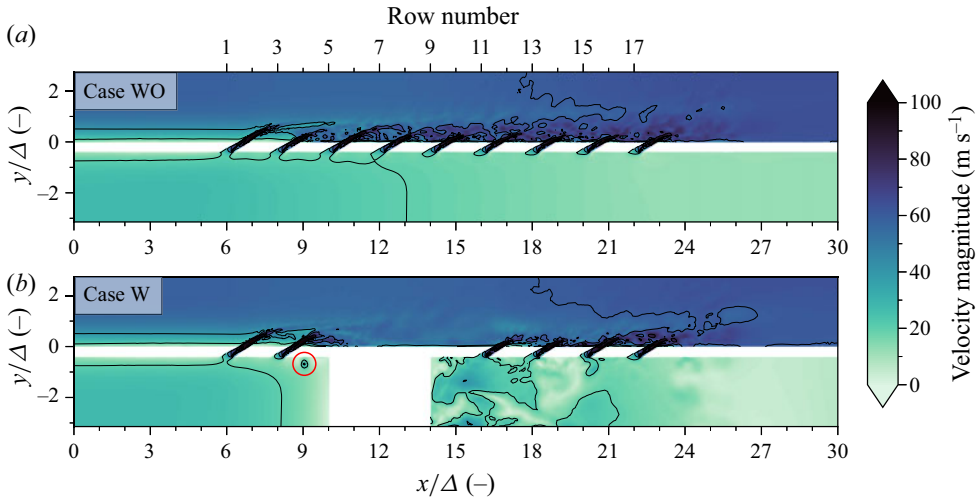 Row number
(a)
1 3 5 7 9 11 13 15 17
Case WO
2
0
−2
y/Δ (–)
0 3 6 9 12 15 18 21 24 27 30
(b)
Case W
2
0
−2
y/Δ (–)
0 3 6 9 12 15 18 21 24 27 30
x/Δ (–)
100
80
60
40
20
0
Velocity magnitude (m s⁻¹)